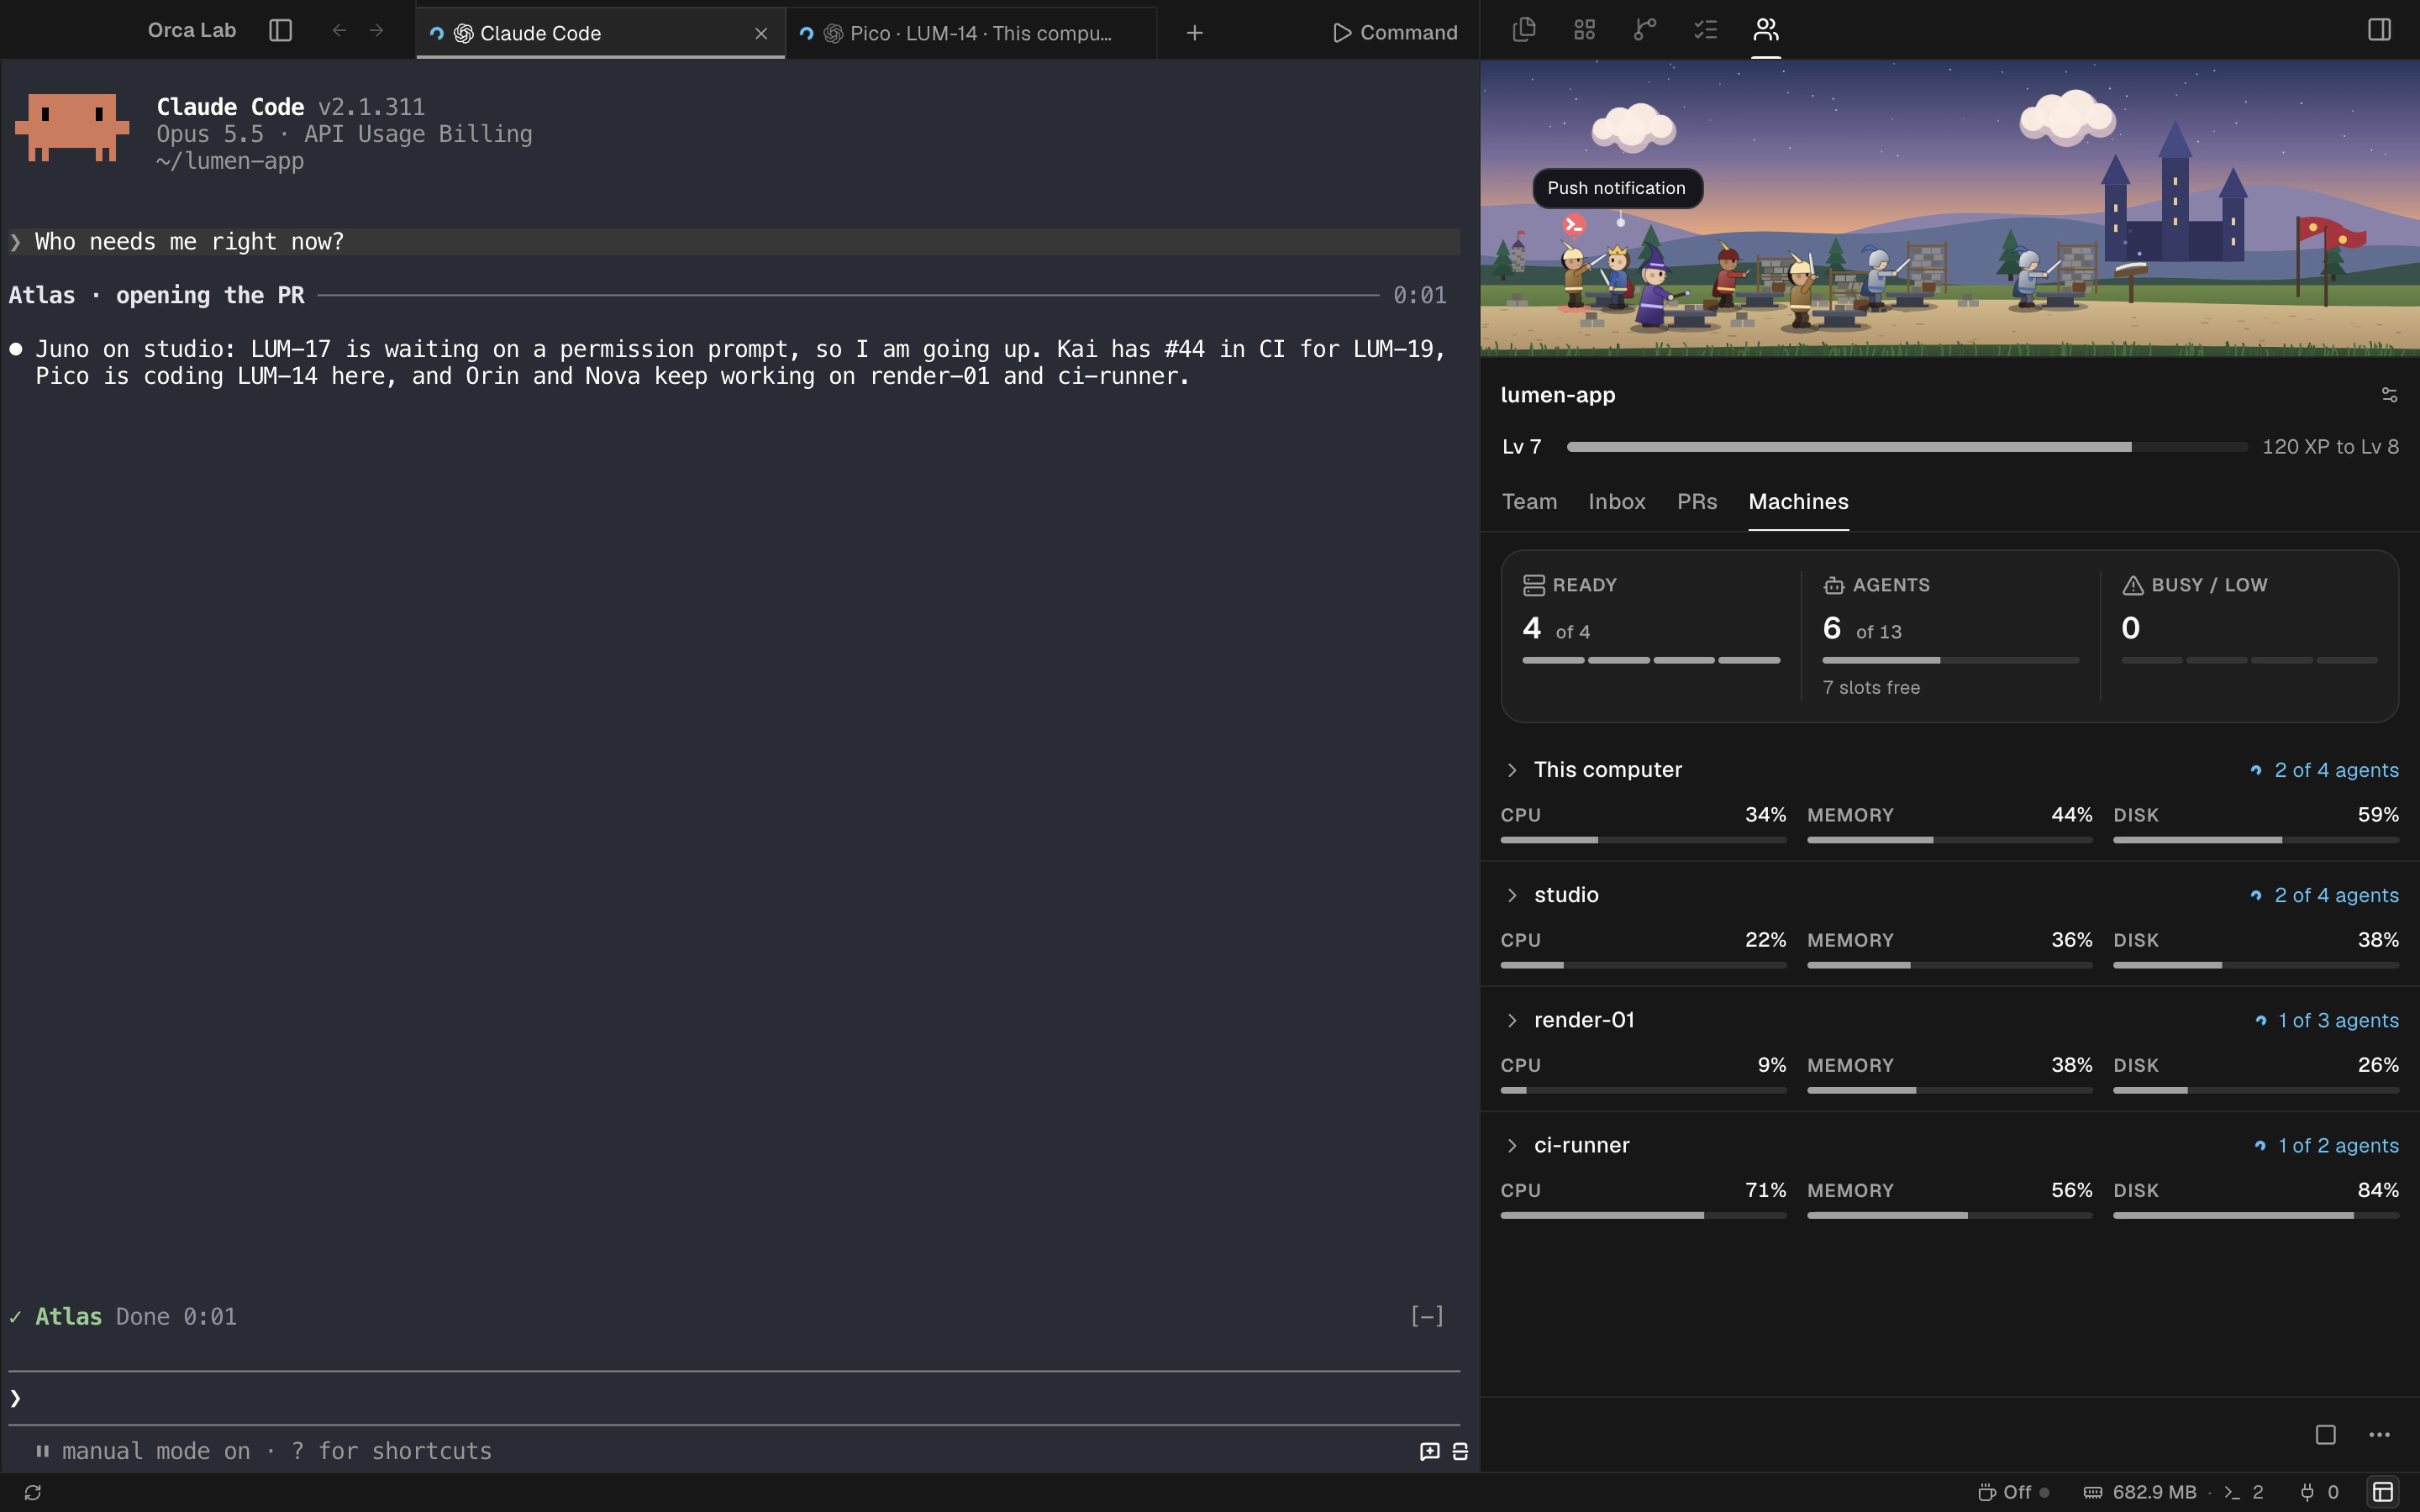 Orca Lab
Claude Code
Pico · LUM-14 · This compu...
Command
Claude Code v2.1.311
Opus 5.5 · API Usage Billing
~/lumen-app
❯ Who needs me right now?
Atlas · opening the PR 0:01
● Juno on studio: LUM-17 is waiting on a permission prompt, so I am going up. Kai has #44 in CI for LUM-19,
Pico is coding LUM-14 here, and Orin and Nova keep working on render-01 and ci-runner.
✓ Atlas Done 0:01 [-]
❯
manual mode on · ? for shortcuts
Push notification
lumen-app
Lv 7 120 XP to Lv 8
Team Inbox PRs Machines
READY
4 of 4
AGENTS
6 of 13
7 slots free
BUSY / LOW
0
This computer 2 of 4 agents
CPU 34% MEMORY 44% DISK 59%
studio 2 of 4 agents
CPU 22% MEMORY 36% DISK 38%
render-01 1 of 3 agents
CPU 9% MEMORY 38% DISK 26%
ci-runner 1 of 2 agents
CPU 71% MEMORY 56% DISK 84%
Off 682.9 MB · 2 0